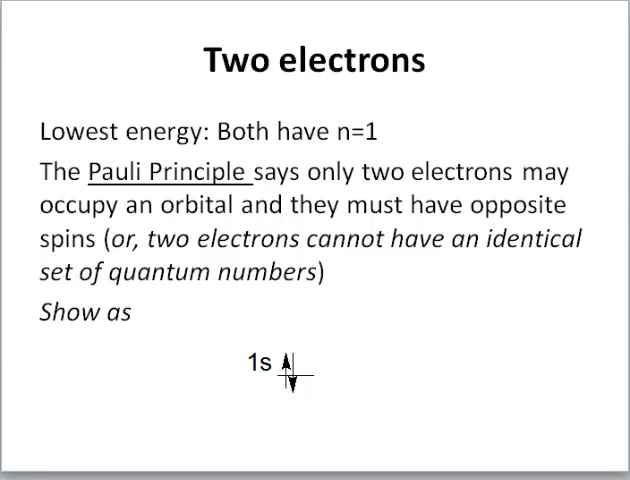 Two electrons
Lowest energy: Both have n=1
The Pauli Principle says only two electrons may
occupy an orbital and they must have opposite
spins (or, two electrons cannot have an identical
set of quantum numbers)
Show as
1s